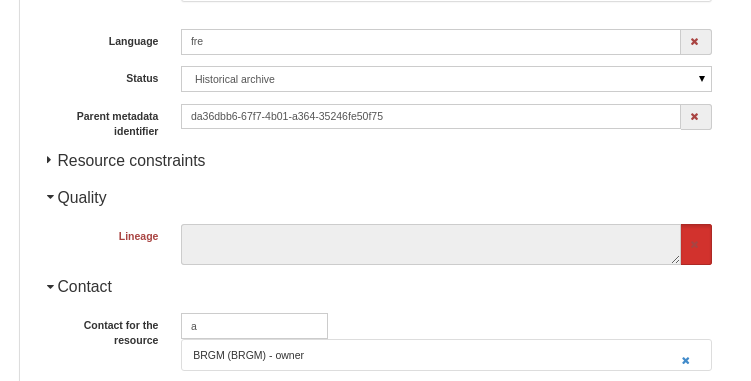 Language fre
Status Historical archive
Parent metadata identifier da36dbb6-67f7-4b01-a364-35246fe50f75
Resource constraints
Quality
Lineage
Contact
Contact for the resource a
BRGM (BRGM) - owner